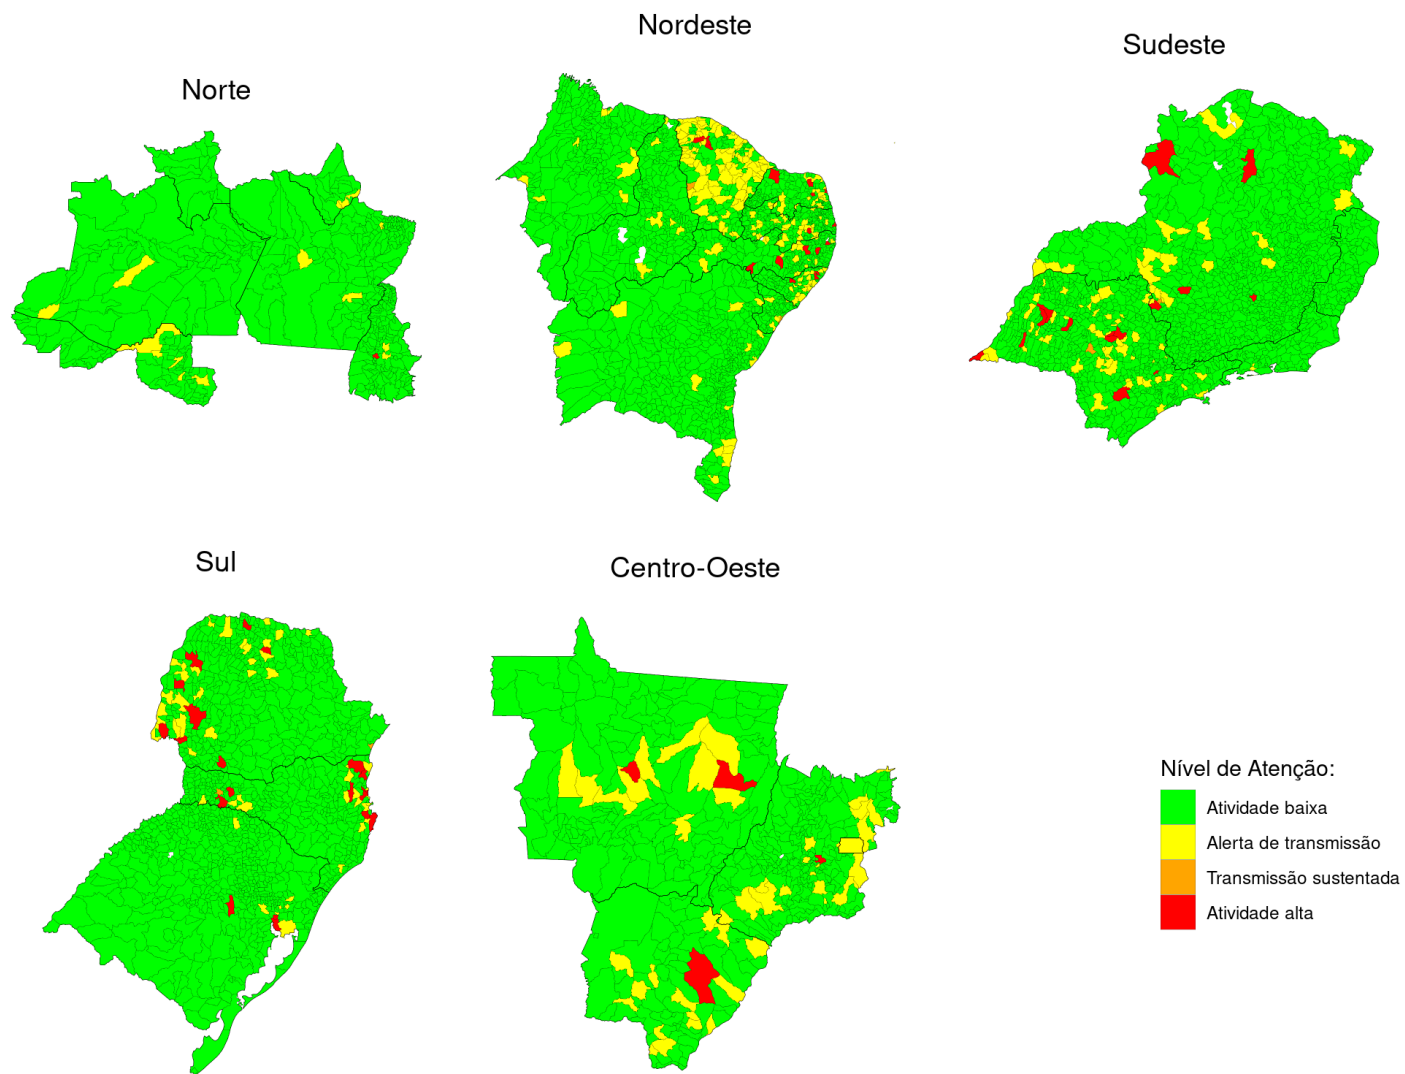 Norte
Nordeste
Sudeste
Sul
Centro-Oeste
Nível de Atenção:
Atividade baixa
Alerta de transmissão
Transmissão sustentada
Atividade alta